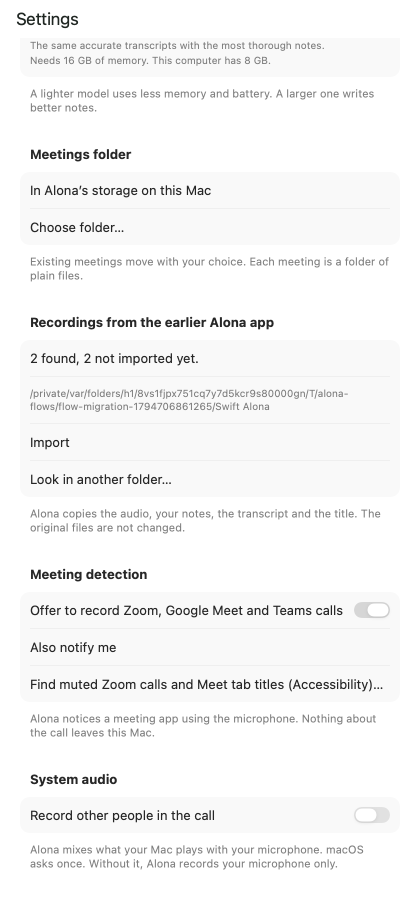 Settings
The same accurate transcripts with the most thorough notes.
Needs 16 GB of memory. This computer has 8 GB.
A lighter model uses less memory and battery. A larger one writes
better notes.
Meetings folder
In Alona's storage on this Mac
Choose folder...
Existing meetings move with your choice. Each meeting is a folder of
plain files.
Recordings from the earlier Alona app
2 found, 2 not imported yet.
/private/var/folders/h1/8vs1fjpx751cq7y7d5kcr9s80000gn/T/alona-
flows/flow-migration-1794706861265/Swift Alona
Import
Look in another folder...
Alona copies the audio, your notes, the transcript and the title. The
original files are not changed.
Meeting detection
Offer to record Zoom, Google Meet and Teams calls
Also notify me
Find muted Zoom calls and Meet tab titles (Accessibility)...
Alona notices a meeting app using the microphone. Nothing about
the call leaves this Mac.
System audio
Record other people in the call
Alona mixes what your Mac plays with your microphone. macOS
asks once. Without it, Alona records your microphone only.